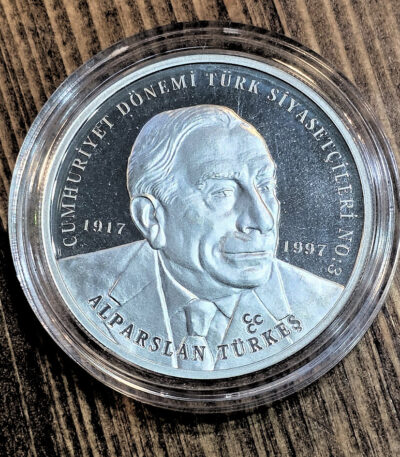 CUMHURİYET DÖNEMİ TÜRK SİYASETÇİLERİ NO:3
1917
1997
ALPARSLAN TÜRKEŞ